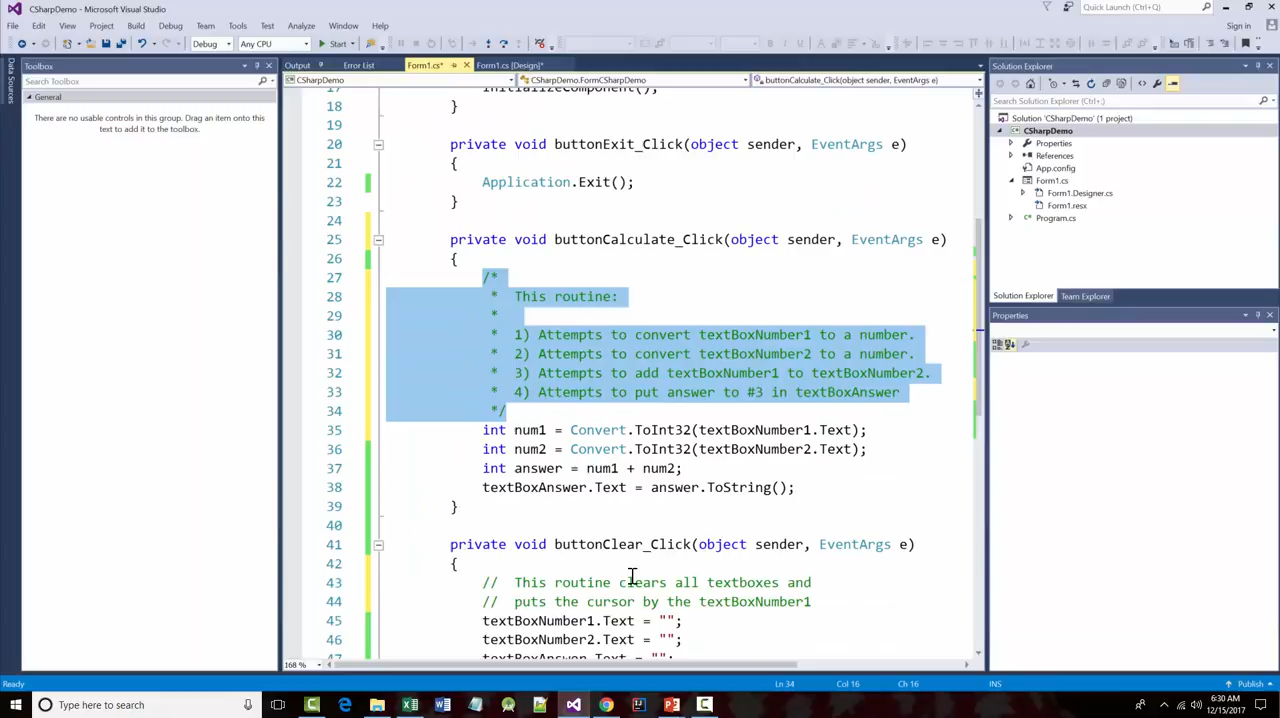 CSharpDemo - Microsoft Visual Studio
Quick Launch (Ctrl+Q)
File Edit View Project Build Debug Team Tools Test Analyze Window Help
Sign in
Debug Any CPU Start
Data Sources
Toolbox
Search Toolbox
General
There are no usable controls in this group. Drag an item onto this
text to add it to the toolbox.
Output Error List Form1.cs* Form1.cs [Design]*
CSharpDemo CSharpDemo.FormCSharpDemo buttonCalculate_Click(object sender, EventArgs e)
17 InitializeComponent();
18 }
19
20 private void buttonExit_Click(object sender, EventArgs e)
21 {
22 Application.Exit();
23 }
24
25 private void buttonCalculate_Click(object sender, EventArgs e)
26 {
27 /*
28 * This routine:
29 *
30 * 1) Attempts to convert textBoxNumber1 to a number.
31 * 2) Attempts to convert textBoxNumber2 to a number.
32 * 3) Attempts to add textBoxNumber1 to textBoxNumber2.
33 * 4) Attempts to put answer to #3 in textBoxAnswer
34 */
35 int num1 = Convert.ToInt32(textBoxNumber1.Text);
36 int num2 = Convert.ToInt32(textBoxNumber2.Text);
37 int answer = num1 + num2;
38 textBoxAnswer.Text = answer.ToString();
39 }
40
41 private void buttonClear_Click(object sender, EventArgs e)
42 {
43 // This routine clears all textboxes and
44 // puts the cursor by the textBoxNumber1
45 textBoxNumber1.Text = "";
46 textBoxNumber2.Text = "";
47 textBoxAnswer.Text = "";
168 %
Solution Explorer
Search Solution Explorer (Ctrl+;)
Solution 'CSharpDemo' (1 project)
CSharpDemo
Properties
References
App.config
Form1.cs
Form1.Designer.cs
Form1.resx
Program.cs
Solution Explorer Team Explorer
Properties
Ready Ln 34 Col 16 Ch 16 INS Publish
Type here to search
6:30 AM
12/15/2017